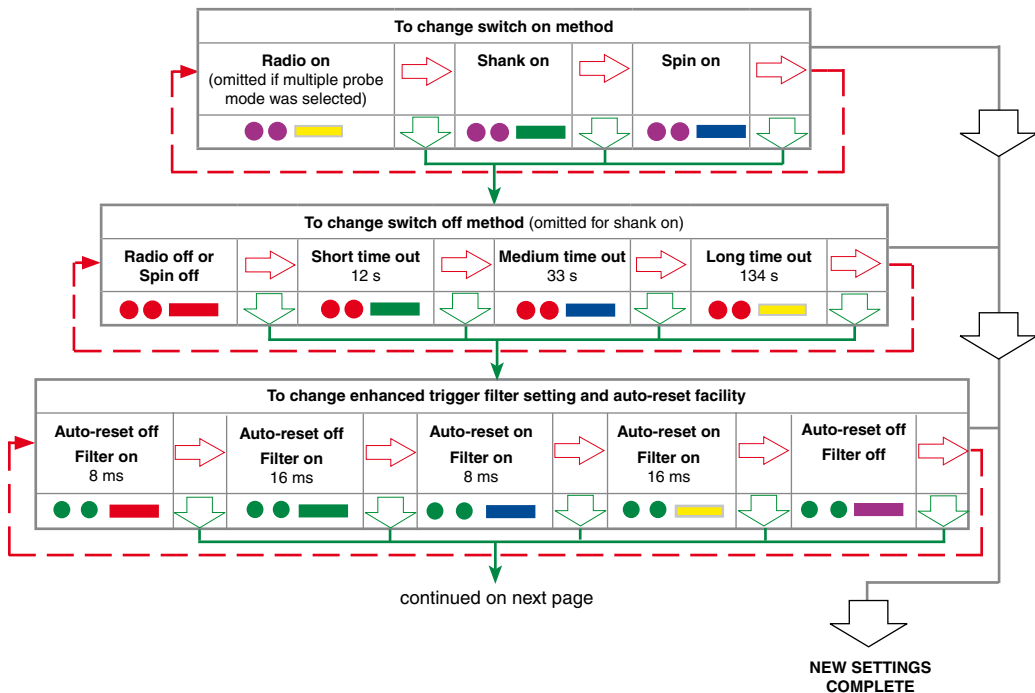 To change switch on method
Radio on
(omitted if multiple probe
mode was selected)
Shank on
Spin on
To change switch off method (omitted for shank on)
Radio off or
Spin off
Short time out
12 s
Medium time out
33 s
Long time out
134 s
To change enhanced trigger filter setting and auto-reset facility
Auto-reset off
Filter on
8 ms
Auto-reset off
Filter on
16 ms
Auto-reset on
Filter on
8 ms
Auto-reset on
Filter on
16 ms
Auto-reset off
Filter off
continued on next page
NEW SETTINGS
COMPLETE